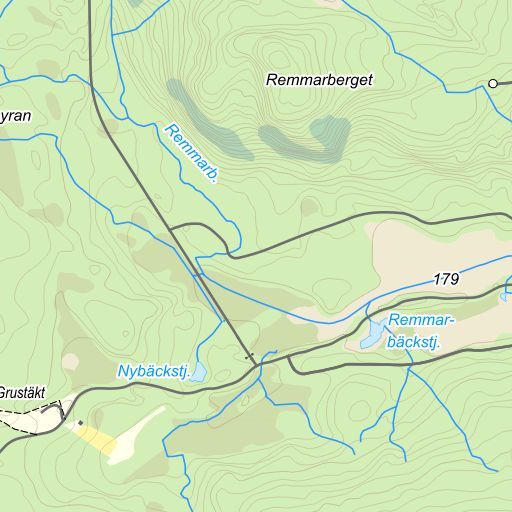 Remmarberget
yran
Remmarb.
179
Remmar-
bäckstj.
Nybäckstj.
Grustäkt